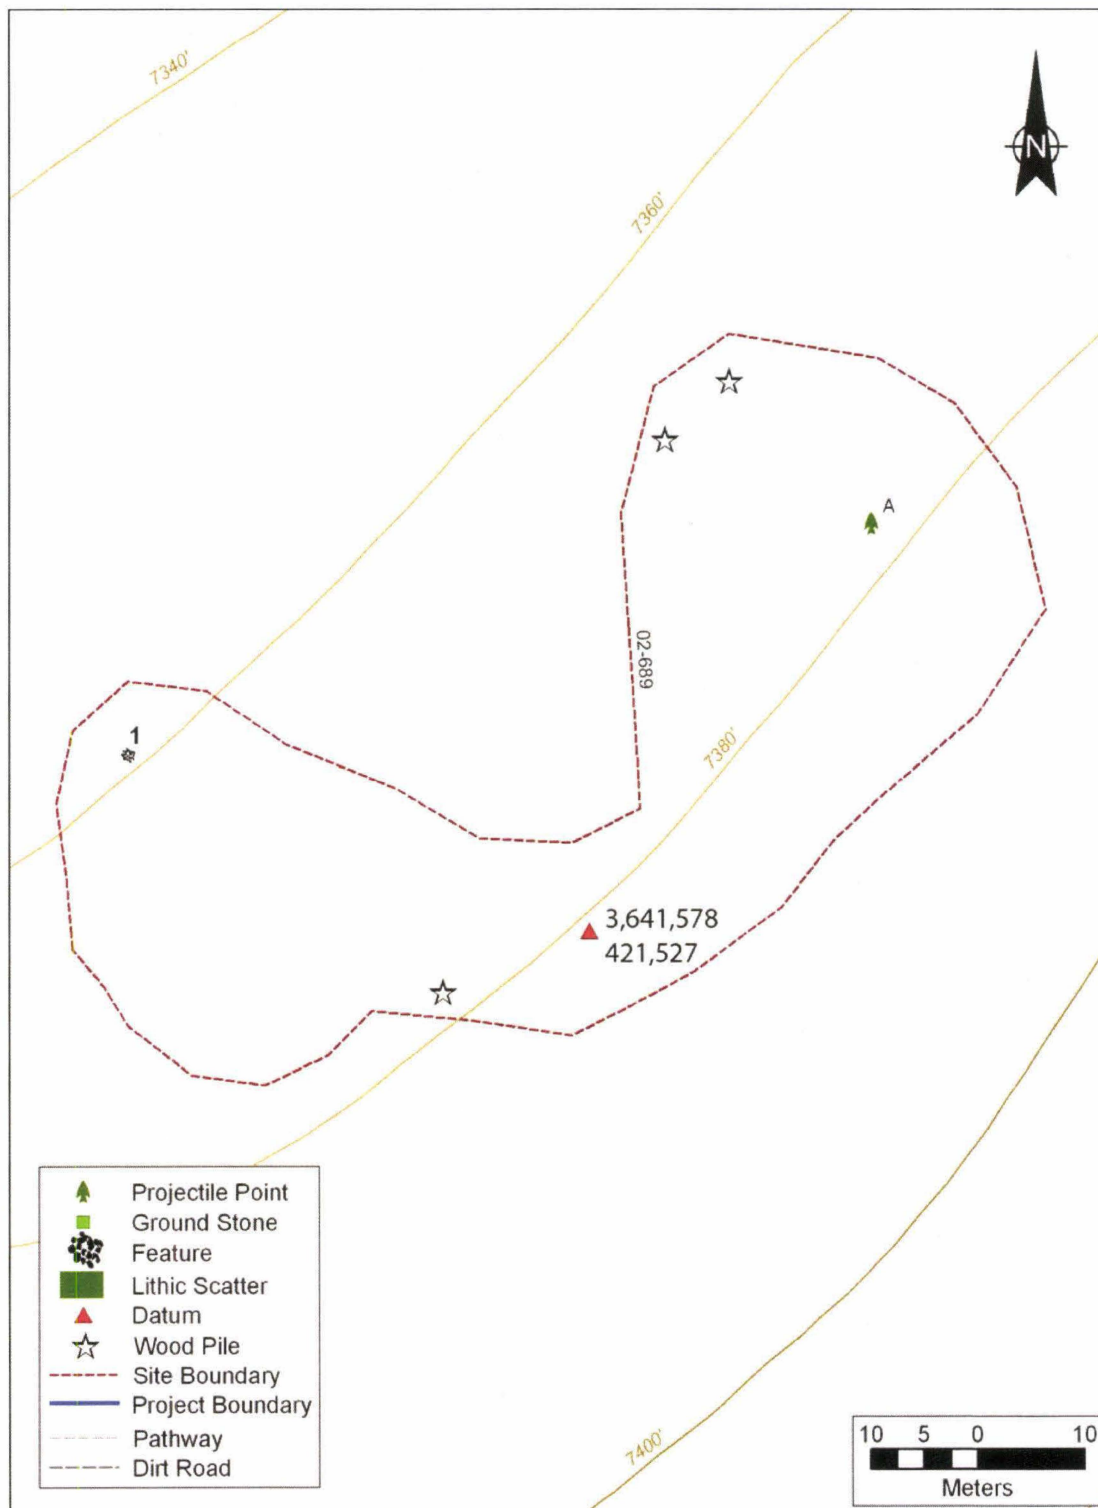 7340'
N
7360'
A
02-689
1
7380'
3,641,578
421,527
Projectile Point
Ground Stone
Feature
Lithic Scatter
Datum
Wood Pile
Site Boundary
Project Boundary
Pathway
Dirt Road
7400'
10 5 0 10
Meters